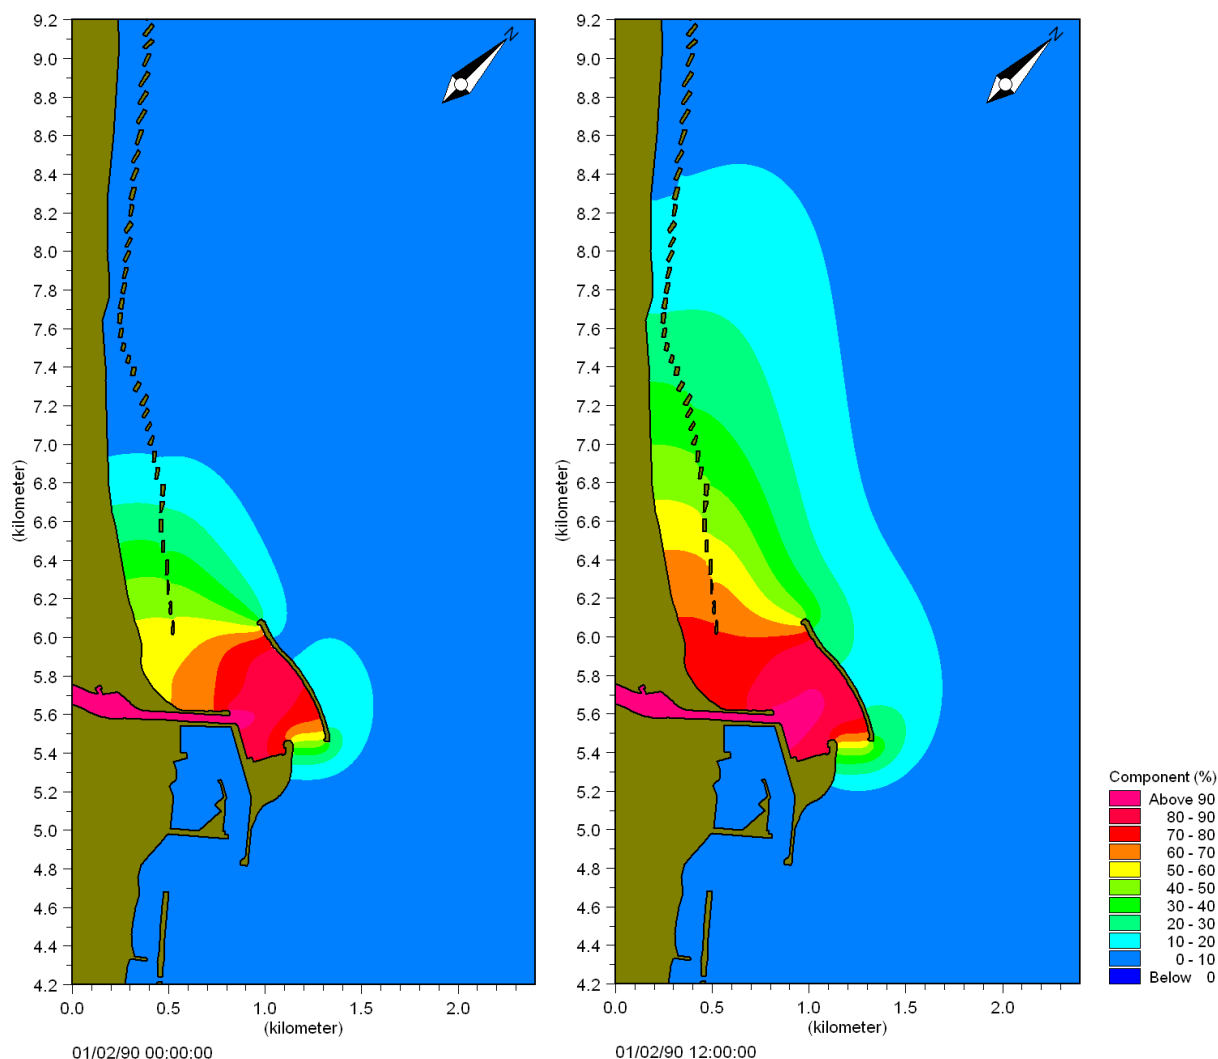 9.2
9.0
8.8
8.6
8.4
8.2
8.0
7.8
7.6
7.4
7.2
7.0
6.8
6.6
6.4
6.2
6.0
5.8
5.6
5.4
5.2
5.0
4.8
4.6
4.4
4.2
(kilometer)
0.0 0.5 1.0 1.5 2.0
(kilometer)
01/02/90 00:00:00
N
9.2
9.0
8.8
8.6
8.4
8.2
8.0
7.8
7.6
7.4
7.2
7.0
6.8
6.6
6.4
6.2
6.0
5.8
5.6
5.4
5.2
5.0
4.8
4.6
4.4
4.2
(kilometer)
0.0 0.5 1.0 1.5 2.0
(kilometer)
01/02/90 12:00:00
N
Component (%)
Above 90
80 - 90
70 - 80
60 - 70
50 - 60
40 - 50
30 - 40
20 - 30
10 - 20
0 - 10
Below 0